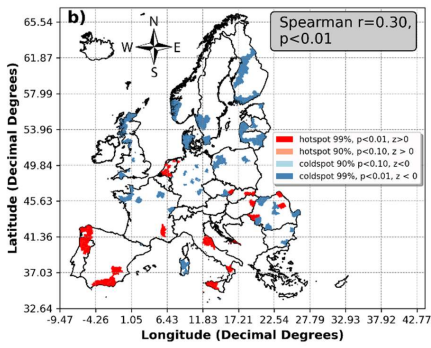 b)
N
W E
S
Spearman r=0.30,
p<0.01
hotspot 99%, p<0.01, z>0
hotspot 90%, p<0.10, z > 0
coldspot 90% p<0.10, z<0
coldspot 99%, p<0.01, z < 0
Latitude (Decimal Degrees)
65.54
61.87
57.99
53.96
49.84
45.63
41.36
37.03
32.64
-9.47 -4.26 1.05 6.43 11.83 17.21 22.54 27.79 32.93 37.92 42.77
Longitude (Decimal Degrees)